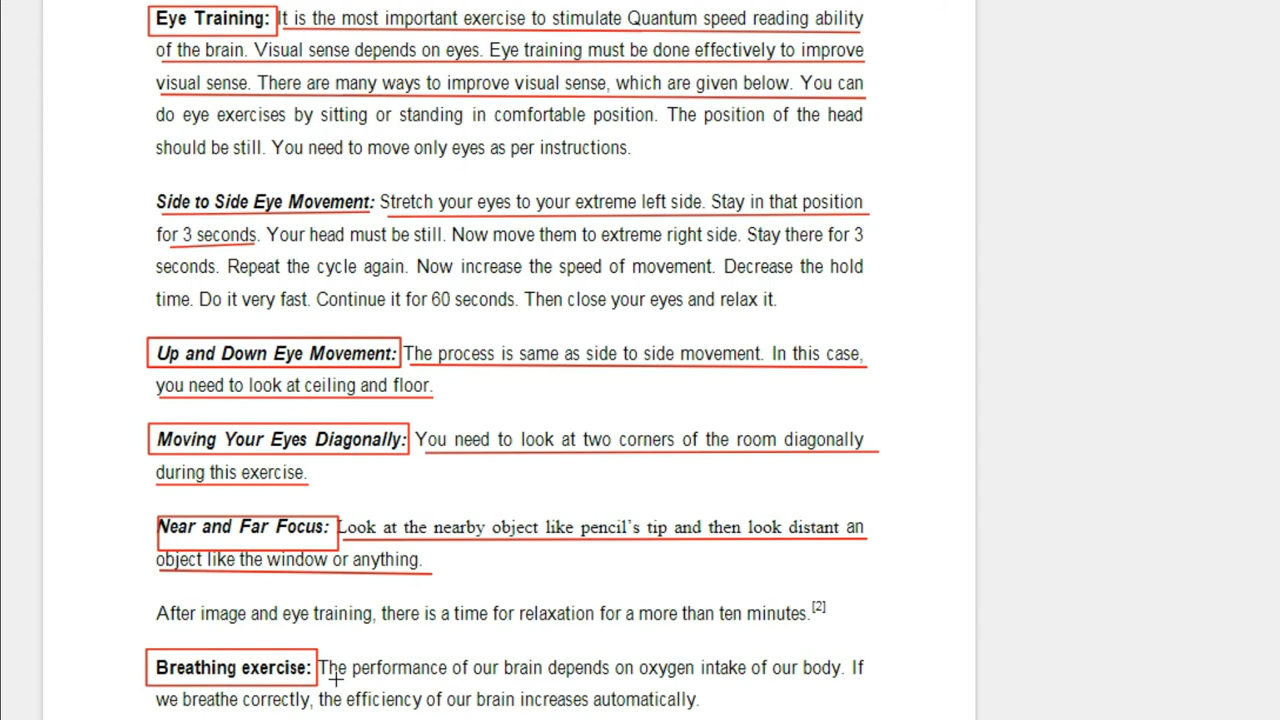 Eye Training: It is the most important exercise to stimulate Quantum speed reading ability
of the brain. Visual sense depends on eyes. Eye training must be done effectively to improve
visual sense. There are many ways to improve visual sense, which are given below. You can
do eye exercises by sitting or standing in comfortable position. The position of the head
should be still. You need to move only eyes as per instructions.
Side to Side Eye Movement: Stretch your eyes to your extreme left side. Stay in that position
for 3 seconds. Your head must be still. Now move them to extreme right side. Stay there for 3
seconds. Repeat the cycle again. Now increase the speed of movement. Decrease the hold
time. Do it very fast. Continue it for 60 seconds. Then close your eyes and relax it.
Up and Down Eye Movement: The process is same as side to side movement. In this case,
you need to look at ceiling and floor.
Moving Your Eyes Diagonally: You need to look at two corners of the room diagonally
during this exercise.
Near and Far Focus: Look at the nearby object like pencil's tip and then look distant an
object like the window or anything.
After image and eye training, there is a time for relaxation for a more than ten minutes.[2]
Breathing exercise: The performance of our brain depends on oxygen intake of our body. If
we breathe correctly, the efficiency of our brain increases automatically.